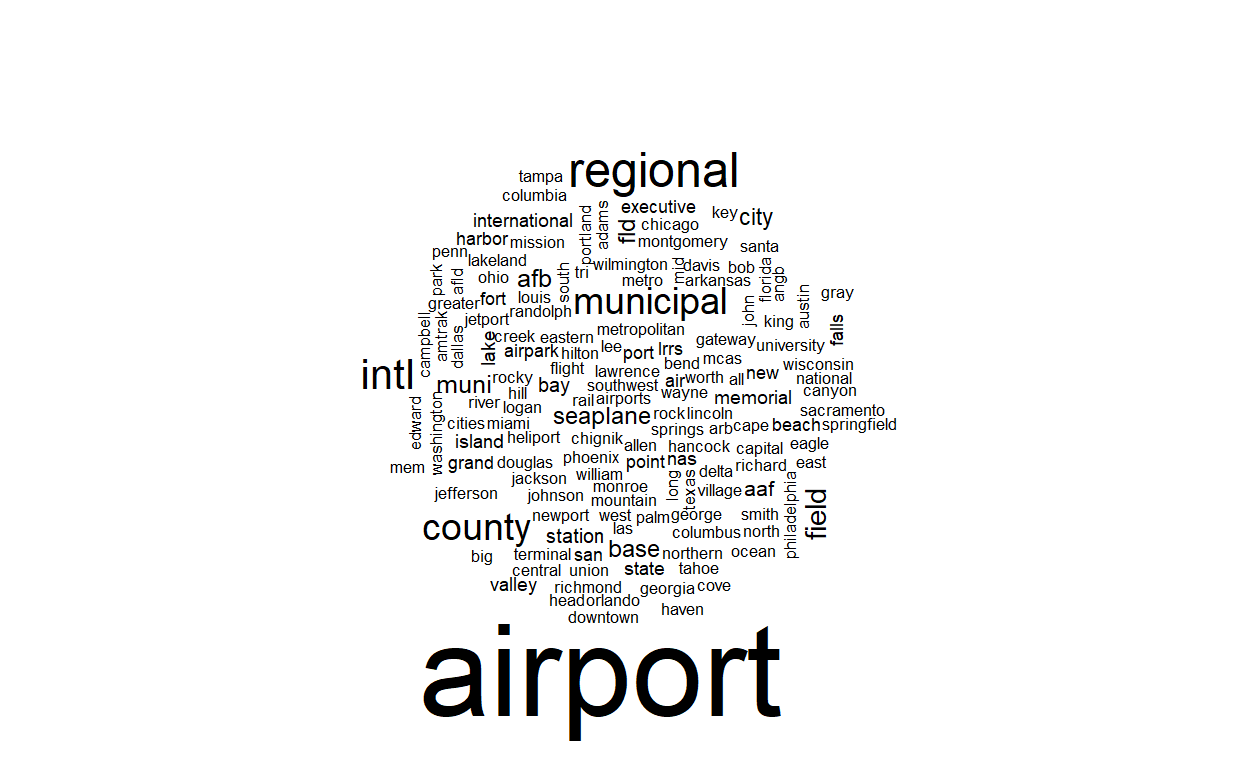 regional
tampa
columbia
executive
key city
international
portland
adams
fld
chicago
harbor mission
montgomery
santa
penn
lakeland
wilmington
mid
davis bob
florida
angb
park
afld
ohio
afb
south
tri
metro
arkansas
greater fort
louis
randolph
municipal
john
austin
gray
jetport
king
falls
campbell
amtrak
dallas
lake
creek eastern
metropolitan
gateway university
airpark hilton
lee port lrrs
mcas
wisconsin
intl
flight
lawrence
bend
muni rocky
bay
southwest
air worth
all new
national
hill
rail airports
wayne
memorial
canyon
edward
washington
river
logan
seaplane
rock lincoln
sacramento
cities miami
springs
arb cape
beach springfield
island
heliport
chignik
allen
hancock
capital
eagle
mem
grand douglas
phoenix
point nas
delta richard
east
jackson
william
jefferson
johnson
monroe
mountain
long
texas
village aaf
philadelphia
field
county
newport
west
palm george
smith
station
las
columbus north
big
terminal san
base northern
ocean
central union
state
tahoe
valley
richmond
georgia cove
head orlando
haven
downtown
airport